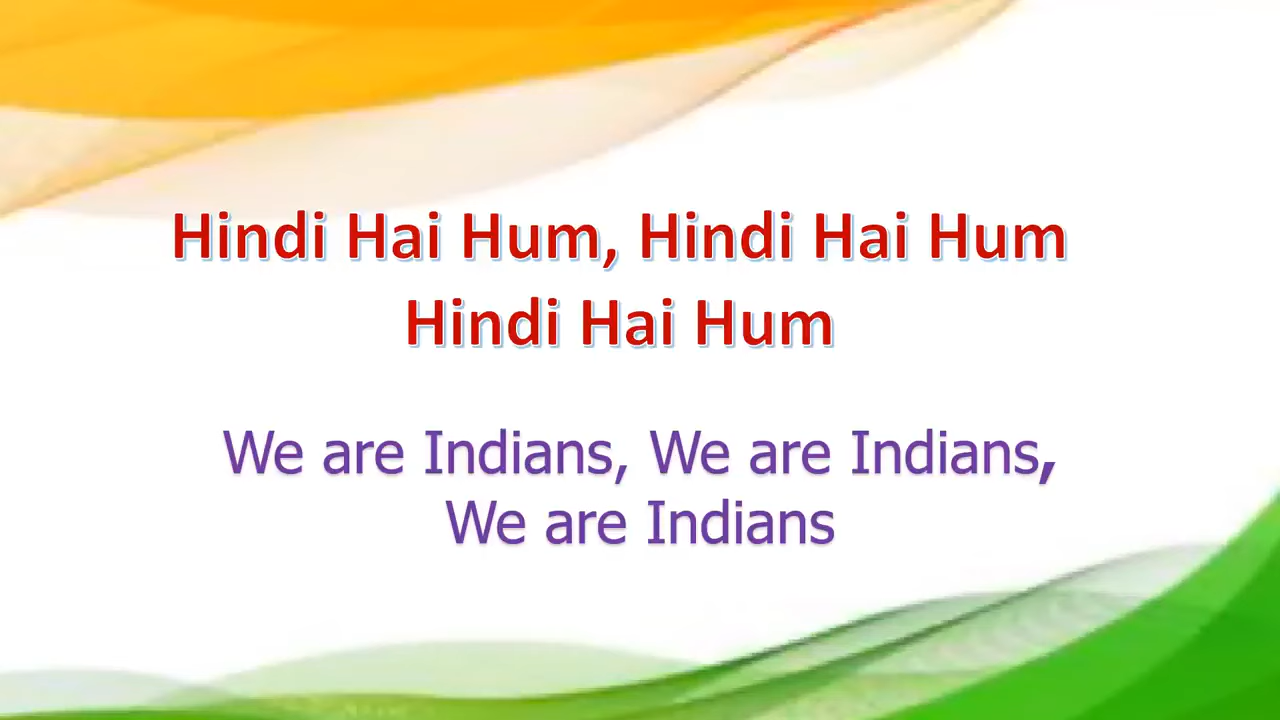 Hindi Hai Hum, Hindi Hai Hum
Hindi Hai Hum
We are Indians, We are Indians,
We are Indians